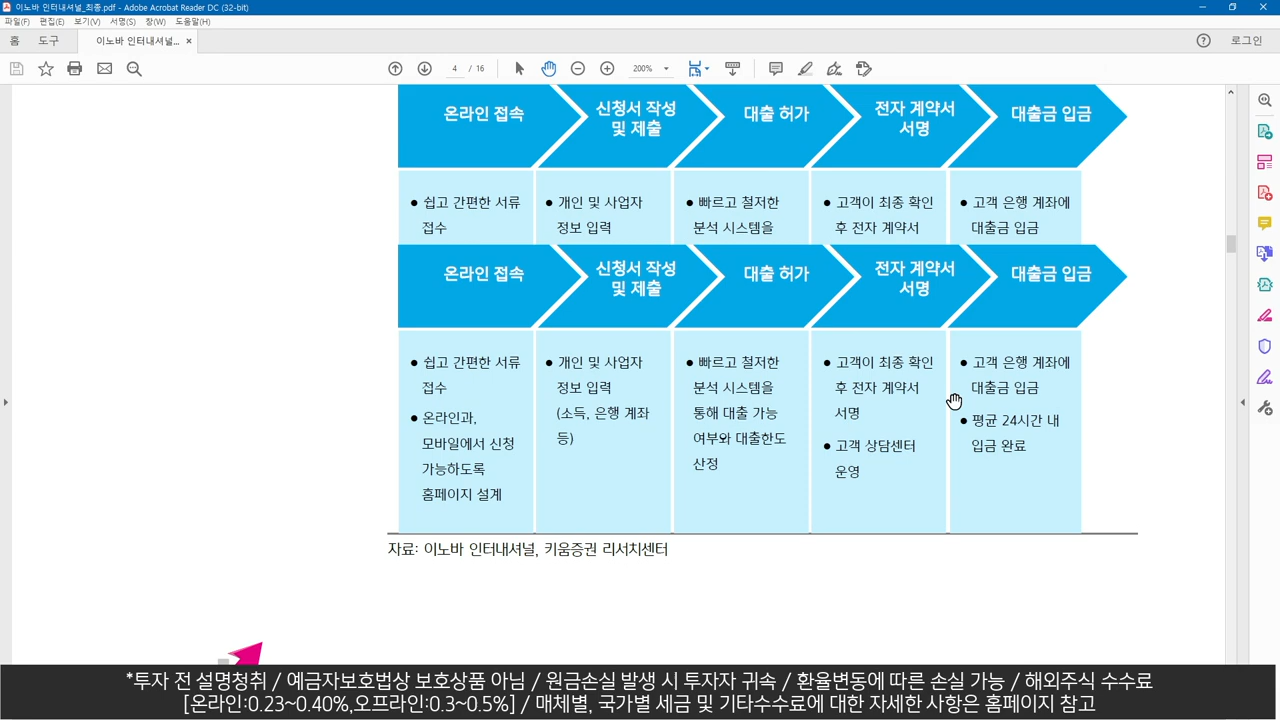 이노바 인터내셔널_최종.pdf - Adobe Acrobat Reader DC (32-bit)
파일(F) 편집(E) 보기(V) 서명(S) 창(W) 도움말(H)
홈 도구 이노바 인터내셔널... × 로그인
4 / 16 200%
온라인 접속
신청서 작성
및 제출
대출 허가
전자 계약서
서명
대출금 입금
● 쉽고 간편한 서류
접수
● 개인 및 사업자
정보 입력
● 빠르고 철저한
분석 시스템을
● 고객이 최종 확인
후 전자 계약서
● 고객 은행 계좌에
대출금 입금
온라인 접속
신청서 작성
및 제출
대출 허가
전자 계약서
서명
대출금 입금
● 쉽고 간편한 서류
접수
● 온라인과,
모바일에서 신청
가능하도록
홈페이지 설계
● 개인 및 사업자
정보 입력
(소득, 은행 계좌
등)
● 빠르고 철저한
분석 시스템을
통해 대출 가능
여부와 대출한도
산정
● 고객이 최종 확인
후 전자 계약서
서명
● 고객 상담센터
운영
● 고객 은행 계좌에
대출금 입금
● 평균 24시간 내
입금 완료
자료: 이노바 인터내셔널, 키움증권 리서치센터
*투자 전 설명청취 / 예금자보호법상 보호상품 아님 / 원금손실 발생 시 투자자 귀속 / 환율변동에 따른 손실 가능 / 해외주식 수수료
[온라인:0.23~0.40%,오프라인:0.3~0.5%] / 매체별, 국가별 세금 및 기타수수료에 대한 자세한 사항은 홈페이지 참고